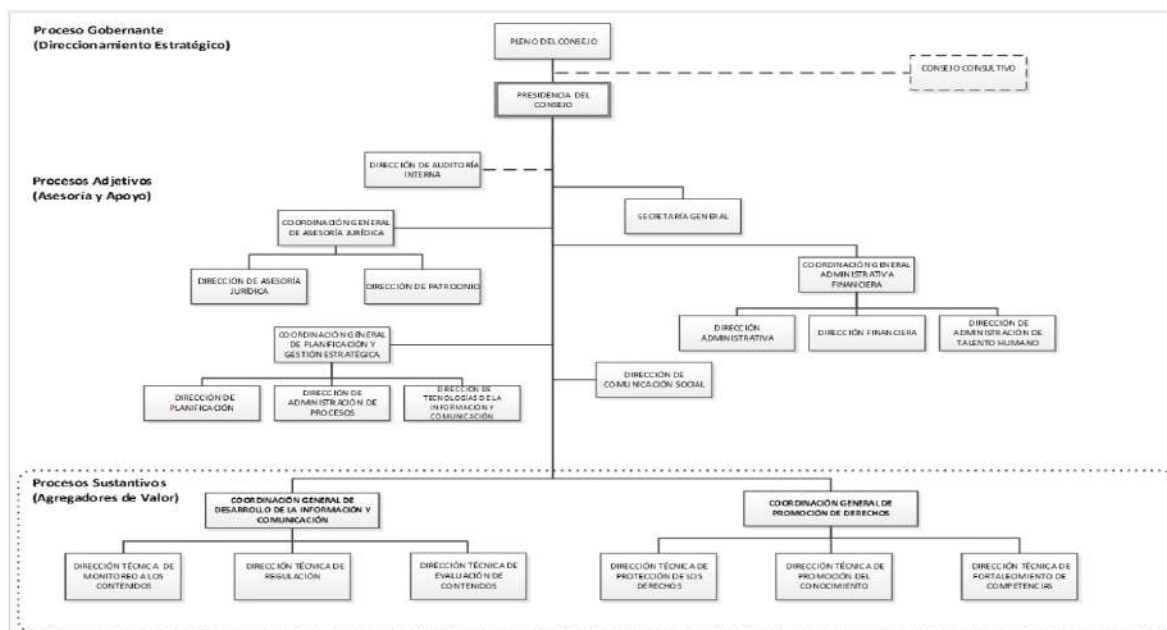 Proceso Gobernante
(Direccionamiento Estratégico)
PLENO DEL CONSEJO
CONSEJO CONSULTIVO
PRESIDENCIA DEL
CONSEJO
Procesos Adjetivos
(Asesoría y Apoyo)
DIRECCIÓN DE AUDITORÍA
INTERNA
SECRETARÍA GENERAL
COORDINACIÓN GENERAL
DE ASESORÍA JURÍDICA
DIRECCIÓN DE ASESORÍA
JURÍDICA
DIRECCIÓN DE PATROCINIO
COORDINACIÓN GENERAL
ADMINISTRATIVA
FINANCIERA
DIRECCIÓN
ADMINISTRATIVA
DIRECCIÓN FINANCIERA
DIRECCIÓN DE
ADMINISTRACIÓN DE
TALENTO HUMANO
COORDINACIÓN GENERAL
DE PLANIFICACIÓN Y
GESTIÓN ESTRATÉGICA
DIRECCIÓN DE
PLANIFICACIÓN
DIRECCIÓN DE
ADMINISTRACIÓN DE
PROCESOS
DIRECCIÓN DE
TECNOLOGÍAS DE LA
INFORMACIÓN Y
COMUNICACIÓN
DIRECCIÓN DE
COMUNICACIÓN SOCIAL
Procesos Sustantivos
(Agregadores de Valor)
COORDINACIÓN GENERAL DE
DESARROLLO DE LA INFORMACIÓN Y
COMUNICACIÓN
COORDINACIÓN GENERAL DE
PROMOCIÓN DE DERECHOS
DIRECCIÓN TÉCNICA DE
MONITOREO A LOS
CONTENIDOS
DIRECCIÓN TÉCNICA DE
REGULACIÓN
DIRECCIÓN TÉCNICA DE
EVALUACIÓN DE
CONTENIDOS
DIRECCIÓN TÉCNICA DE
PROTECCIÓN DE LOS
DERECHOS
DIRECCIÓN TÉCNICA DE
PROMOCIÓN DEL
CONOCIMIENTO
DIRECCIÓN TÉCNICA DE
FORTALECIMIENTO DE
COMPETENCIAS